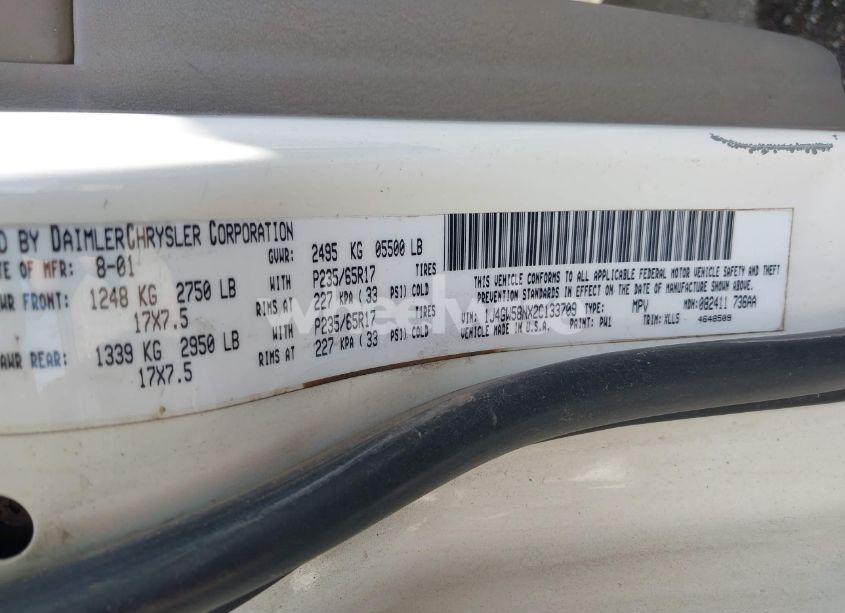 D BY DAIMLERCHRYSLER CORPORATION
TE OF MFR: 8-01
GVWR: 2495 KG 05500 LB
WR FRONT: 1248 KG 2750 LB
WITH P235/65R17 TIRES
17X7.5
RIMS AT 227 KPA (33 PSI) COLD
AWR REAR: 1339 KG 2950 LB
WITH P235/65R17 TIRES
17X7.5
RIMS AT 227 KPA (33 PSI) COLD
THIS VEHICLE CONFORMS TO ALL APPLICABLE FEDERAL MOTOR VEHICLE SAFETY AND THEFT
PREVENTION STANDARDS IN EFFECT ON THE DATE OF MANUFACTURE SHOWN ABOVE.
VIN: 1J4GW58NX2C133709 TYPE: MPV MDH: 082411 736AA
VEHICLE MADE IN U.S.A. PAINT: PW1 TRIM: XLLS 4648509